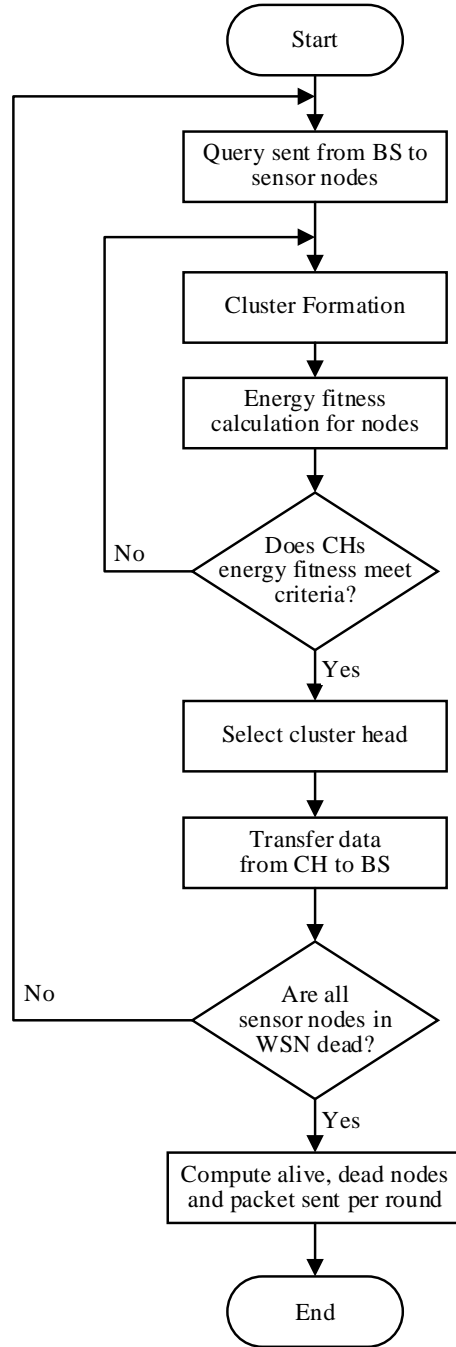 Start
Query sent from BS to
sensor nodes
Cluster Formation
Energy fitness
calculation for nodes
No
Does CHs
energy fitness meet
criteria?
Yes
Select cluster head
Transfer data
from CH to BS
No
Are all
sensor nodes in
WSN dead?
Yes
Compute alive, dead nodes
and packet sent per round
End